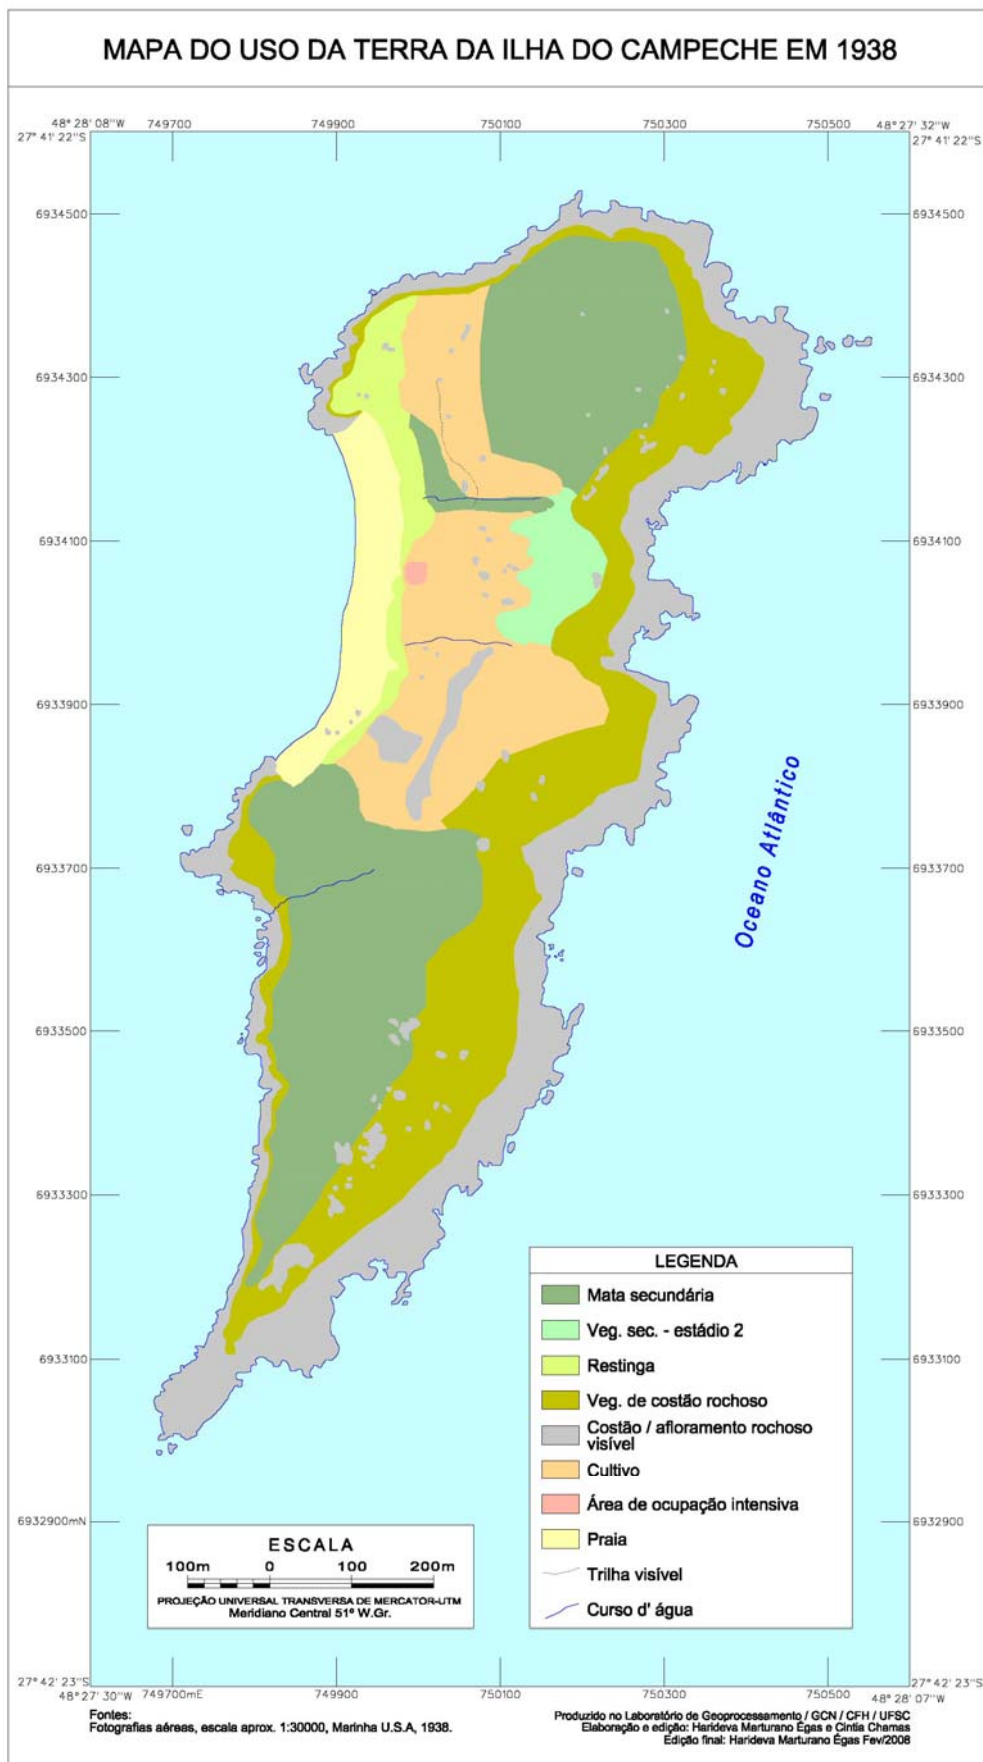 MAPA DO USO DA TERRA DA ILHA DO CAMPECHE EM 1938
48° 28' 08''W 749700 749900 750100 750300 750500 48° 27' 32''W
27° 41' 22''S 27° 41' 22''S
6934500 6934500
6934300 6934300
6934100 6934100
6933900 6933900
Oceano Atlântico
6933700 6933700
6933500 6933500
6933300 6933300
LEGENDA
Mata secundária
Veg. sec. - estádio 2
Restinga
6933100 6933100
Veg. de costão rochoso
Costão / afloramento rochoso
visível
Cultivo
Área de ocupação intensiva
6932900mN 6932900
Praia
Trilha visível
Curso d' água
ESCALA
100m 0 100 200m
PROJEÇÃO UNIVERSAL TRANSVERSA DE MERCATOR-UTM
Meridiano Central 51º W.Gr.
27° 42' 23''S 27° 42' 23''S
48° 27' 30''W 749700mE 749900 750100 750300 750500 48° 28' 07''W
Fontes:
Fotografias aéreas, escala aprox. 1:30000, Marinha U.S.A, 1938.
Produzido no Laboratório de Geoprocessamento / GCN / CFH / UFSC
Elaboração e edição: Harideva Marturano Égas e Cintia Chamas
Edição final: Harideva Marturano Égas Fev/2008